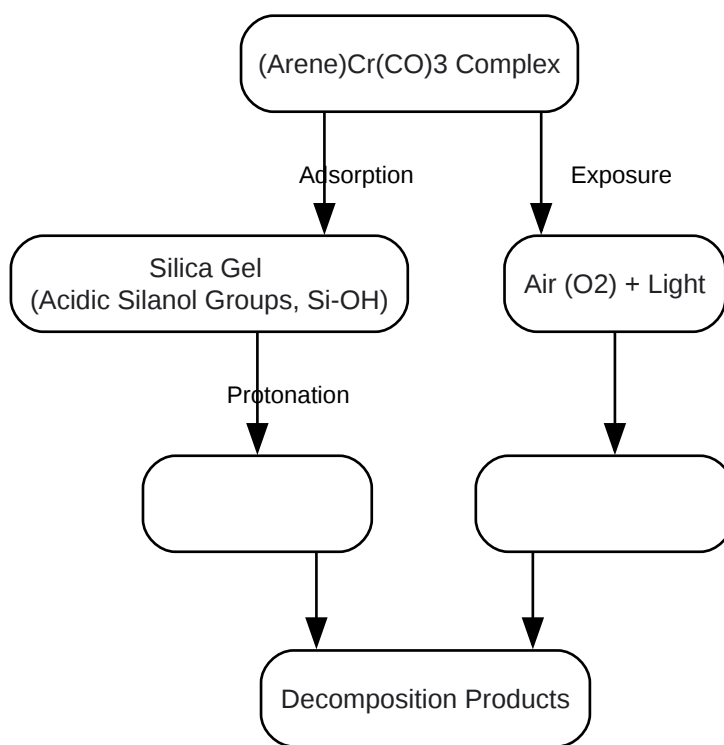 (Arene)Cr(CO)3 Complex
Adsorption
Exposure
Silica Gel
(Acidic Silanol Groups, Si-OH)
Air (O2) + Light
Protonation
Decomposition Products